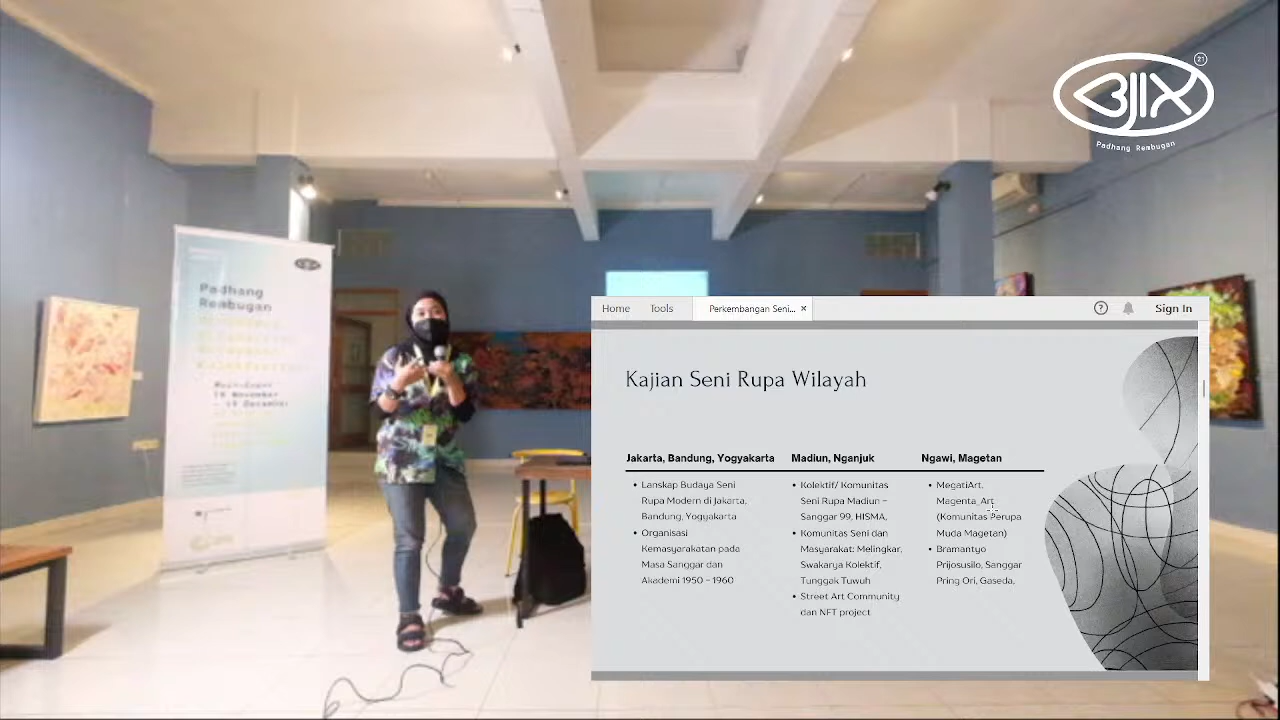 BJIX
21
Padhang Rembugan
Padhang
Rembugan
Home Tools Perkembangan Seni... × ? Sign In
Kajian Seni Rupa Wilayah
Jakarta, Bandung, Yogyakarta
• Lanskap Budaya Seni
Rupa Modern di Jakarta,
Bandung, Yogyakarta
• Organisasi
Kemasyarakatan pada
Masa Sanggar dan
Akademi 1950 - 1960
Madiun, Nganjuk
• Kolektif/ Komunitas
Seni Rupa Madiun -
Sanggar 99, HISMA,
• Komunitas Seni dan
Masyarakat: Melingkar,
Swakarya Kolektif,
Tunggak Tuwuh
• Street Art Community
dan NFT project
Ngawi, Magetan
• MegatiArt,
Magenta_Art
(Komunitas Perupa
Muda Magetan)
• Bramantyo
Prijosusilo, Sanggar
Pring Ori, Gaseda,